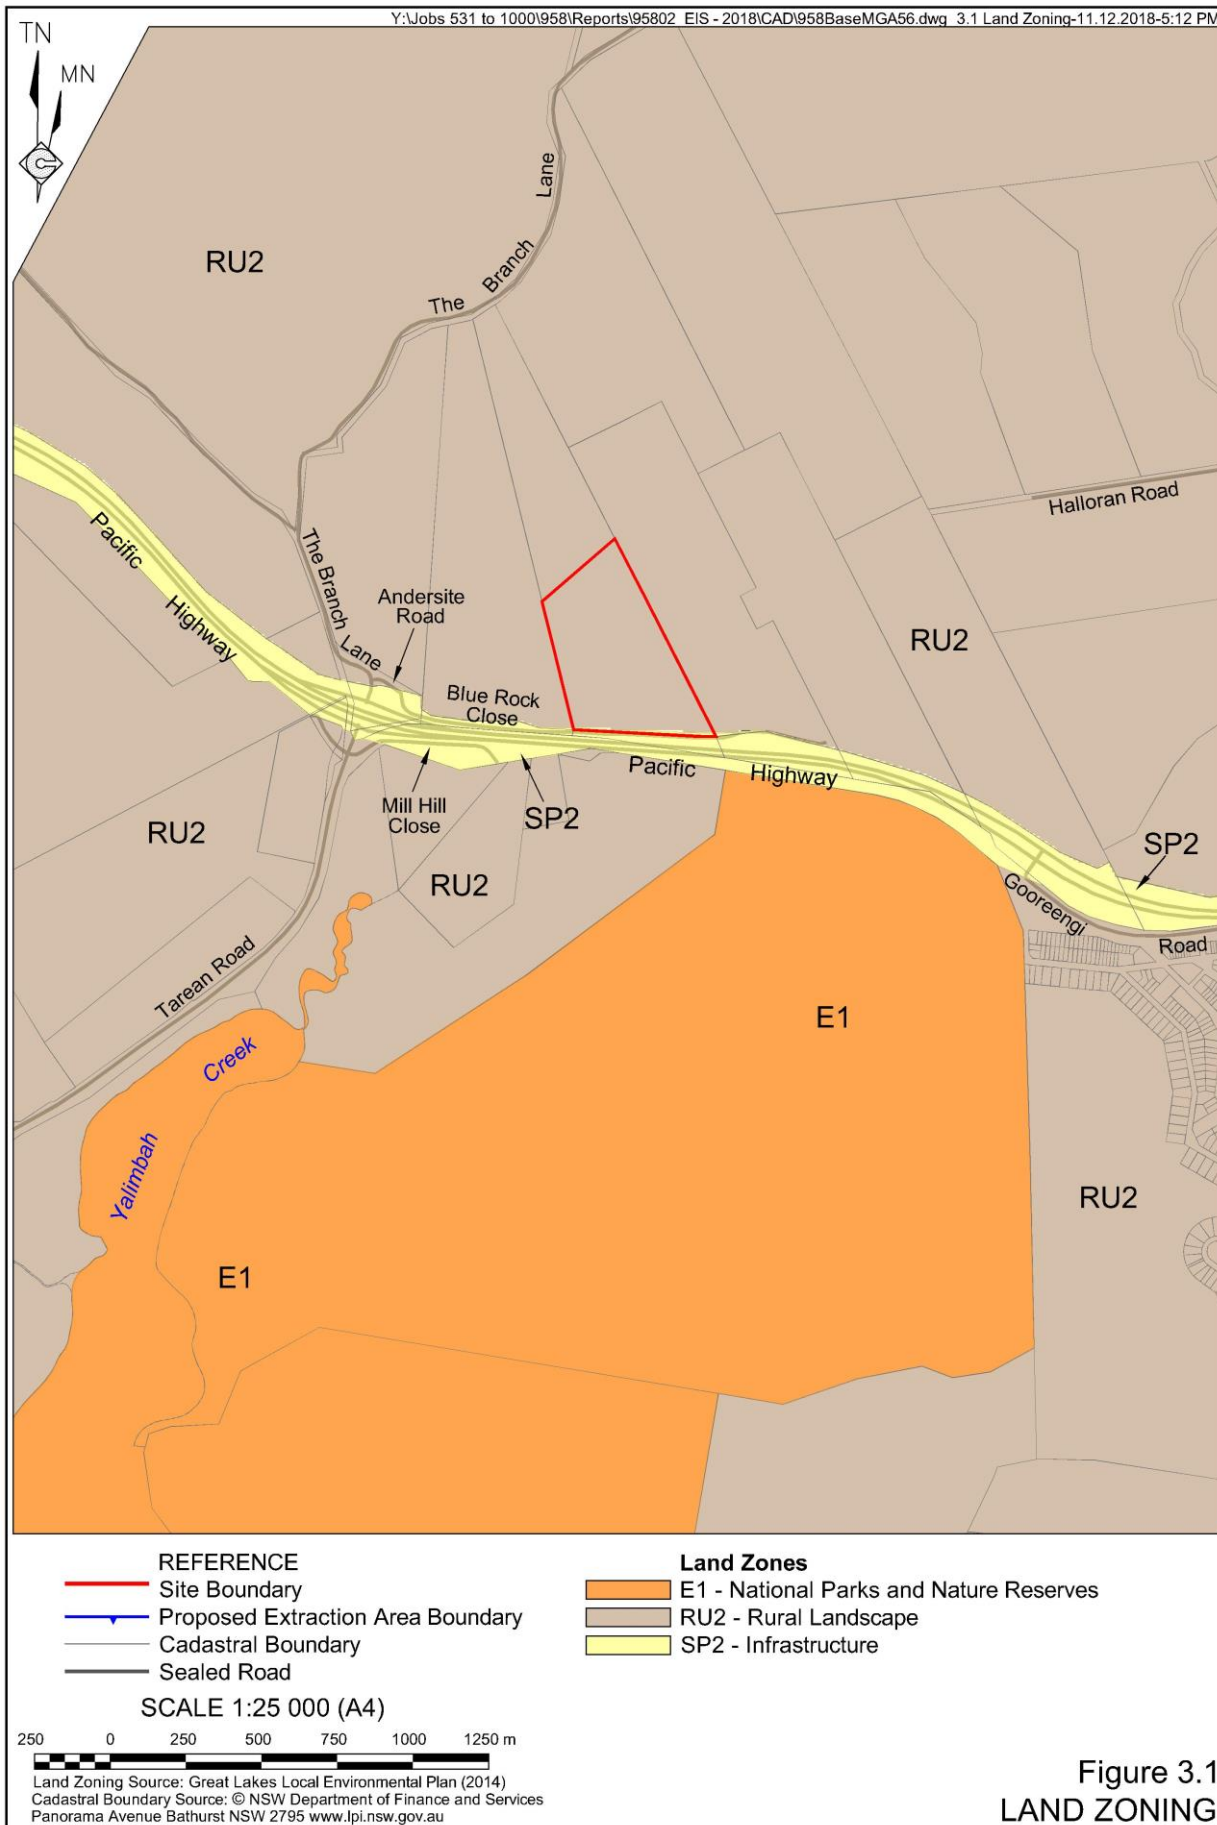 Y:\Jobs 531 to 1000\958\Reports\95802_EIS - 2018\CAD\958BaseMGA56.dwg_3.1 Land Zoning-11.12.2018-5:12 PM
TN
MN
Lane
Branch
The
RU2
Halloran Road
Pacific
Highway
The Branch
Lane
Andersite
Road
Blue Rock
Close
RU2
Pacific
Highway
Mill Hill
Close
SP2
RU2
RU2
SP2
Gooreengi
Road
Tarean Road
E1
Creek
Yalimbah
RU2
E1
REFERENCE
Site Boundary
Proposed Extraction Area Boundary
Cadastral Boundary
Sealed Road
SCALE 1:25 000 (A4)
250 0 250 500 750 1000 1250 m
Land Zones
E1 - National Parks and Nature Reserves
RU2 - Rural Landscape
SP2 - Infrastructure
Land Zoning Source: Great Lakes Local Environmental Plan (2014)
Cadastral Boundary Source: © NSW Department of Finance and Services
Panorama Avenue Bathurst NSW 2795 www.lpi.nsw.gov.au
Figure 3.1
LAND ZONING